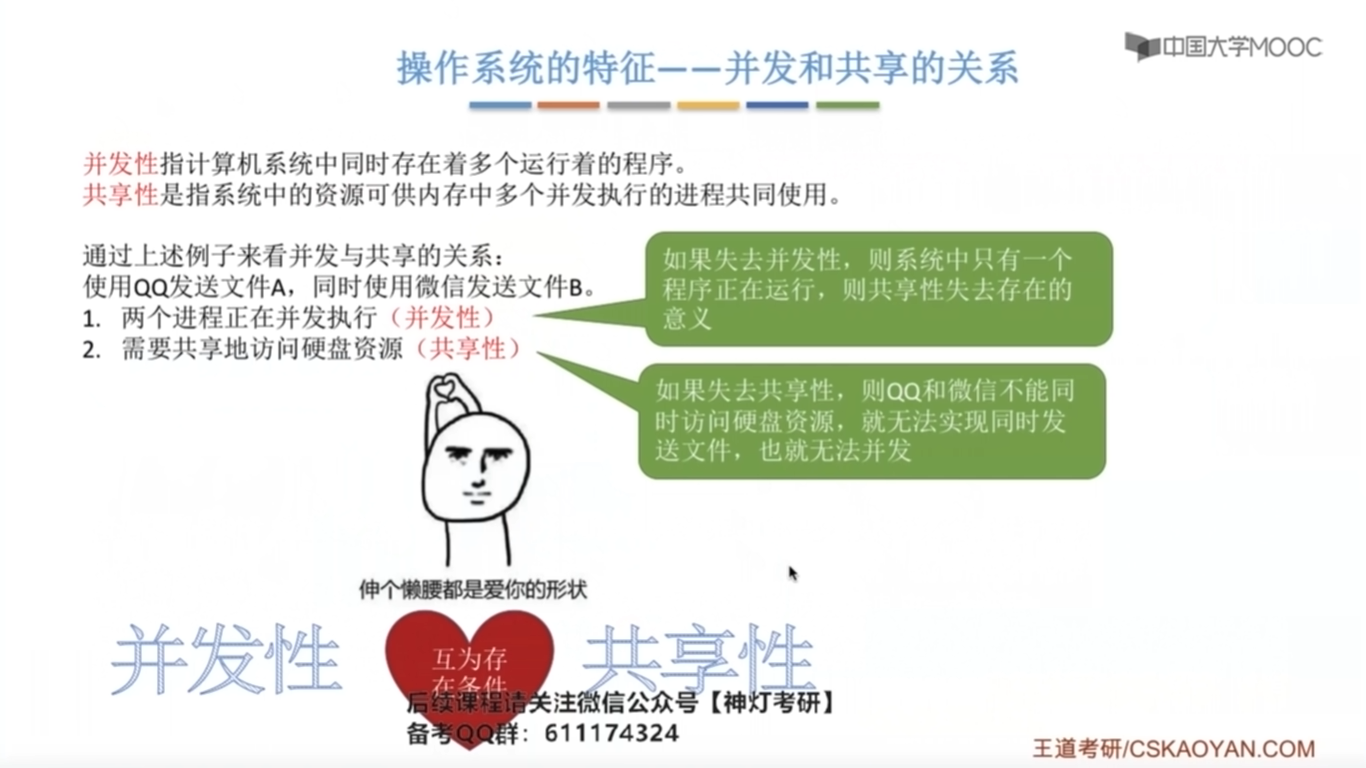 中国大学MOOC
操作系统的特征——并发和共享的关系
并发性指计算机系统中同时存在着多个运行着的程序。
共享性是指系统中的资源可供内存中多个并发执行的进程共同使用。
通过上述例子来看并发与共享的关系：
使用QQ发送文件A，同时使用微信发送文件B。
1. 两个进程正在并发执行（并发性）
2. 需要共享地访问硬盘资源（共享性）
如果失去并发性，则系统中只有一个
程序正在运行，则共享性失去存在的
意义
如果失去共享性，则QQ和微信不能同
时访问硬盘资源，就无法实现同时发
送文件，也就无法并发
伸个懒腰都是爱你的形状
并发性
互为存
在条件
共享性
后续课程请关注微信公众号【神灯考研】
备考QQ群：611174324
王道考研/CSKAOYAN.COM